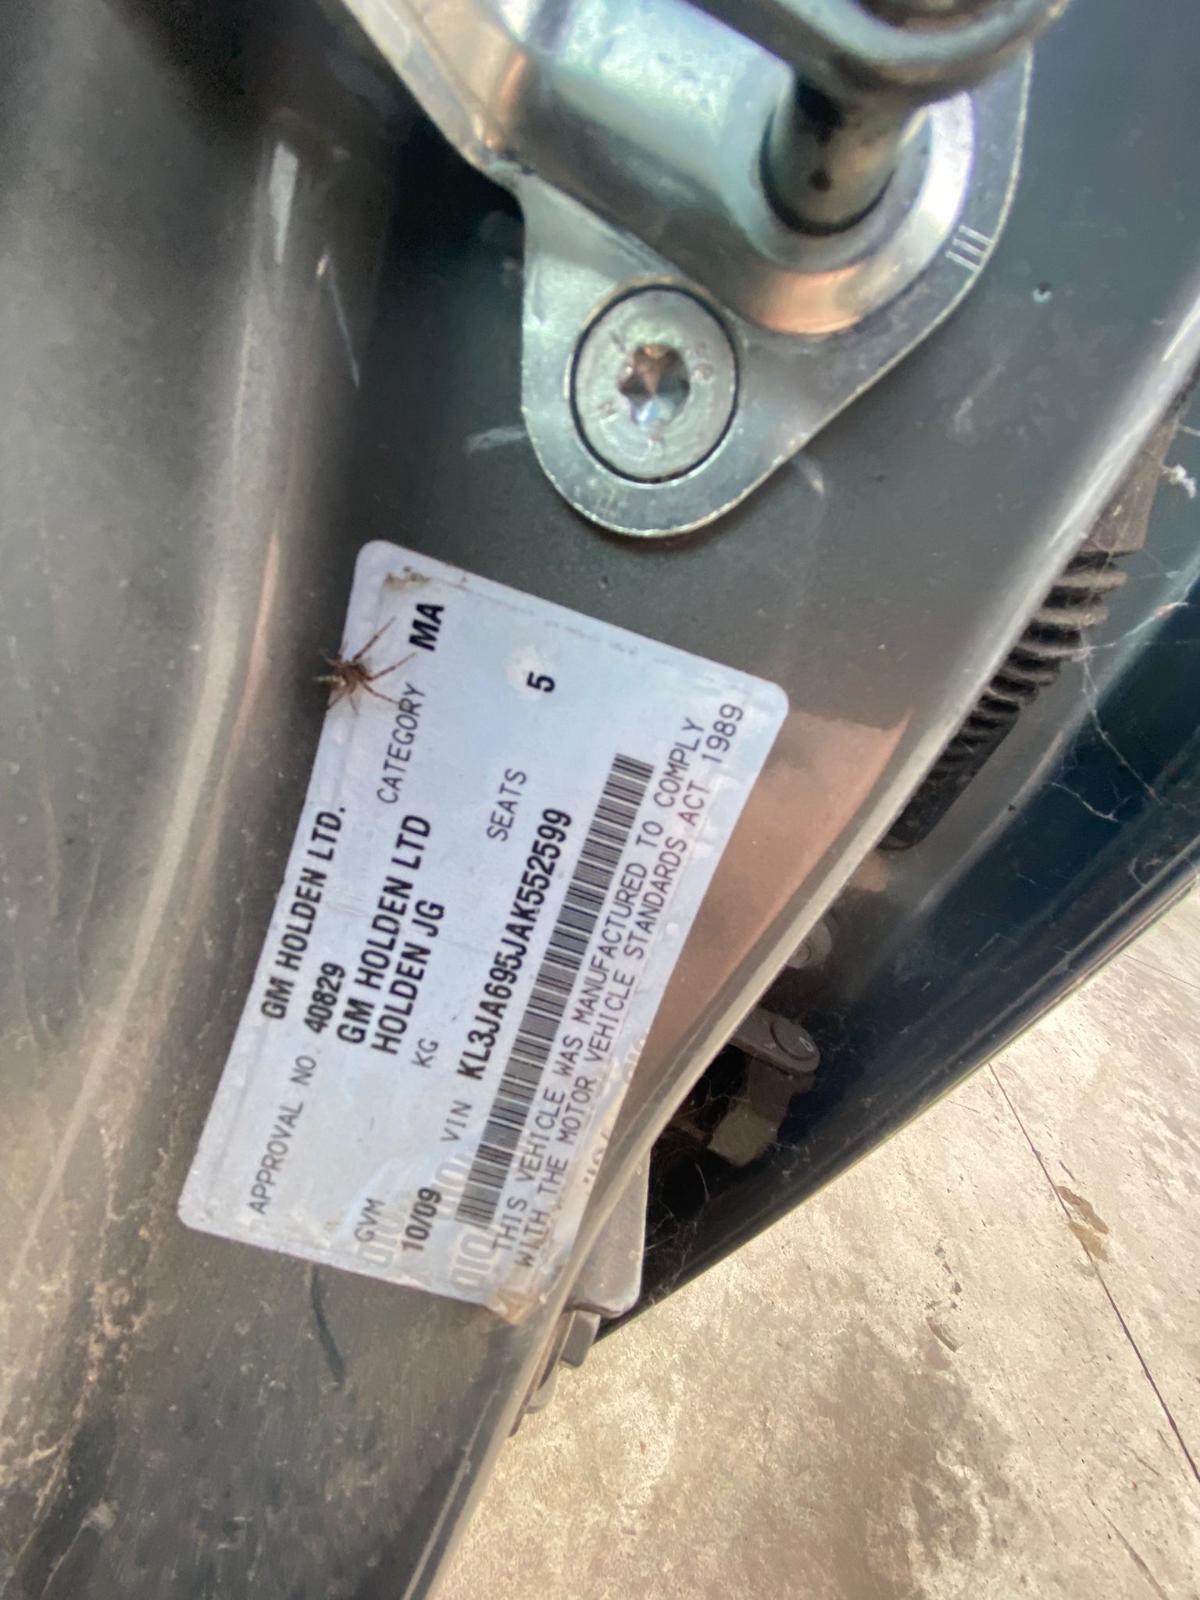 GM HOLDEN LTD.
APPROVAL NO. 40829 CATEGORY MA
GM HOLDEN LTD
HOLDEN JG
GVM KG SEATS 5
10/09 VIN KL3JA695JAK552599
THIS VEHICLE WAS MANUFACTURED TO COMPLY
WITH THE MOTOR VEHICLE STANDARDS ACT 1989